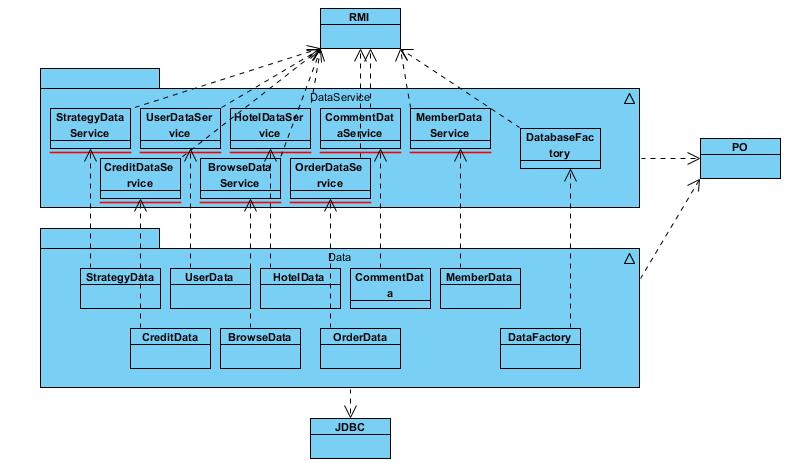 RMI
DataService
StrategyData
Service
UserDataSer
vice
HotelDataSer
vice
CommentDat
aService
MemberData
Service
DatabaseFac
tory
CreditDataSe
rvice
BrowseData
Service
OrderDataSe
rvice
PO
Data
StrategyData
UserData
HotelData
CommentDat
a
MemberData
CreditData
BrowseData
OrderData
DataFactory
JDBC